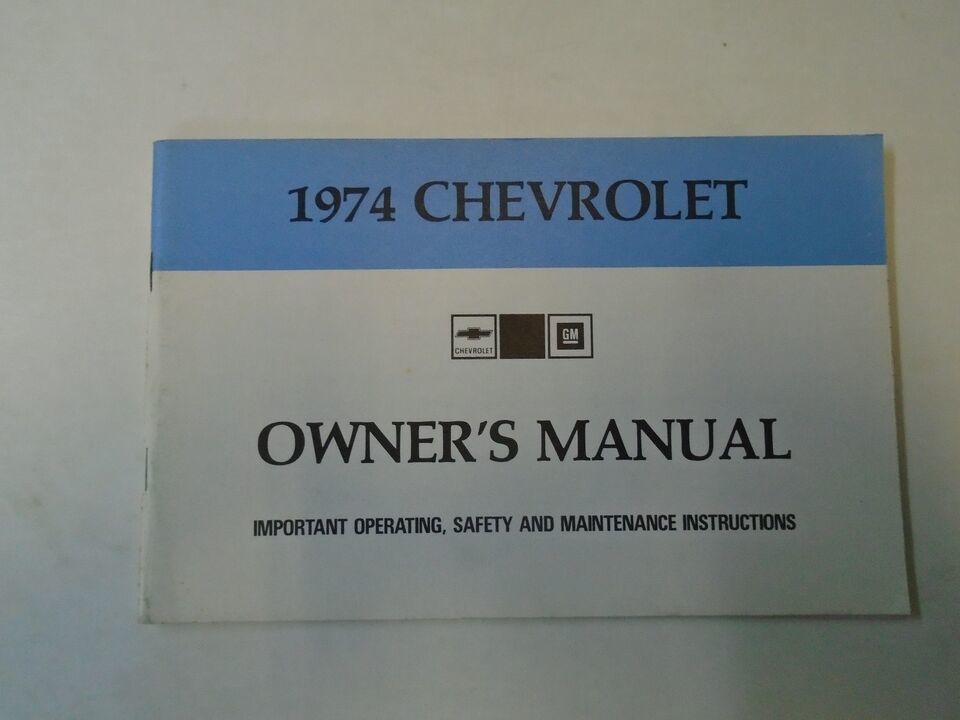 1974 CHEVROLET
CHEVROLET
GM
OWNER'S MANUAL
IMPORTANT OPERATING, SAFETY AND MAINTENANCE INSTRUCTIONS